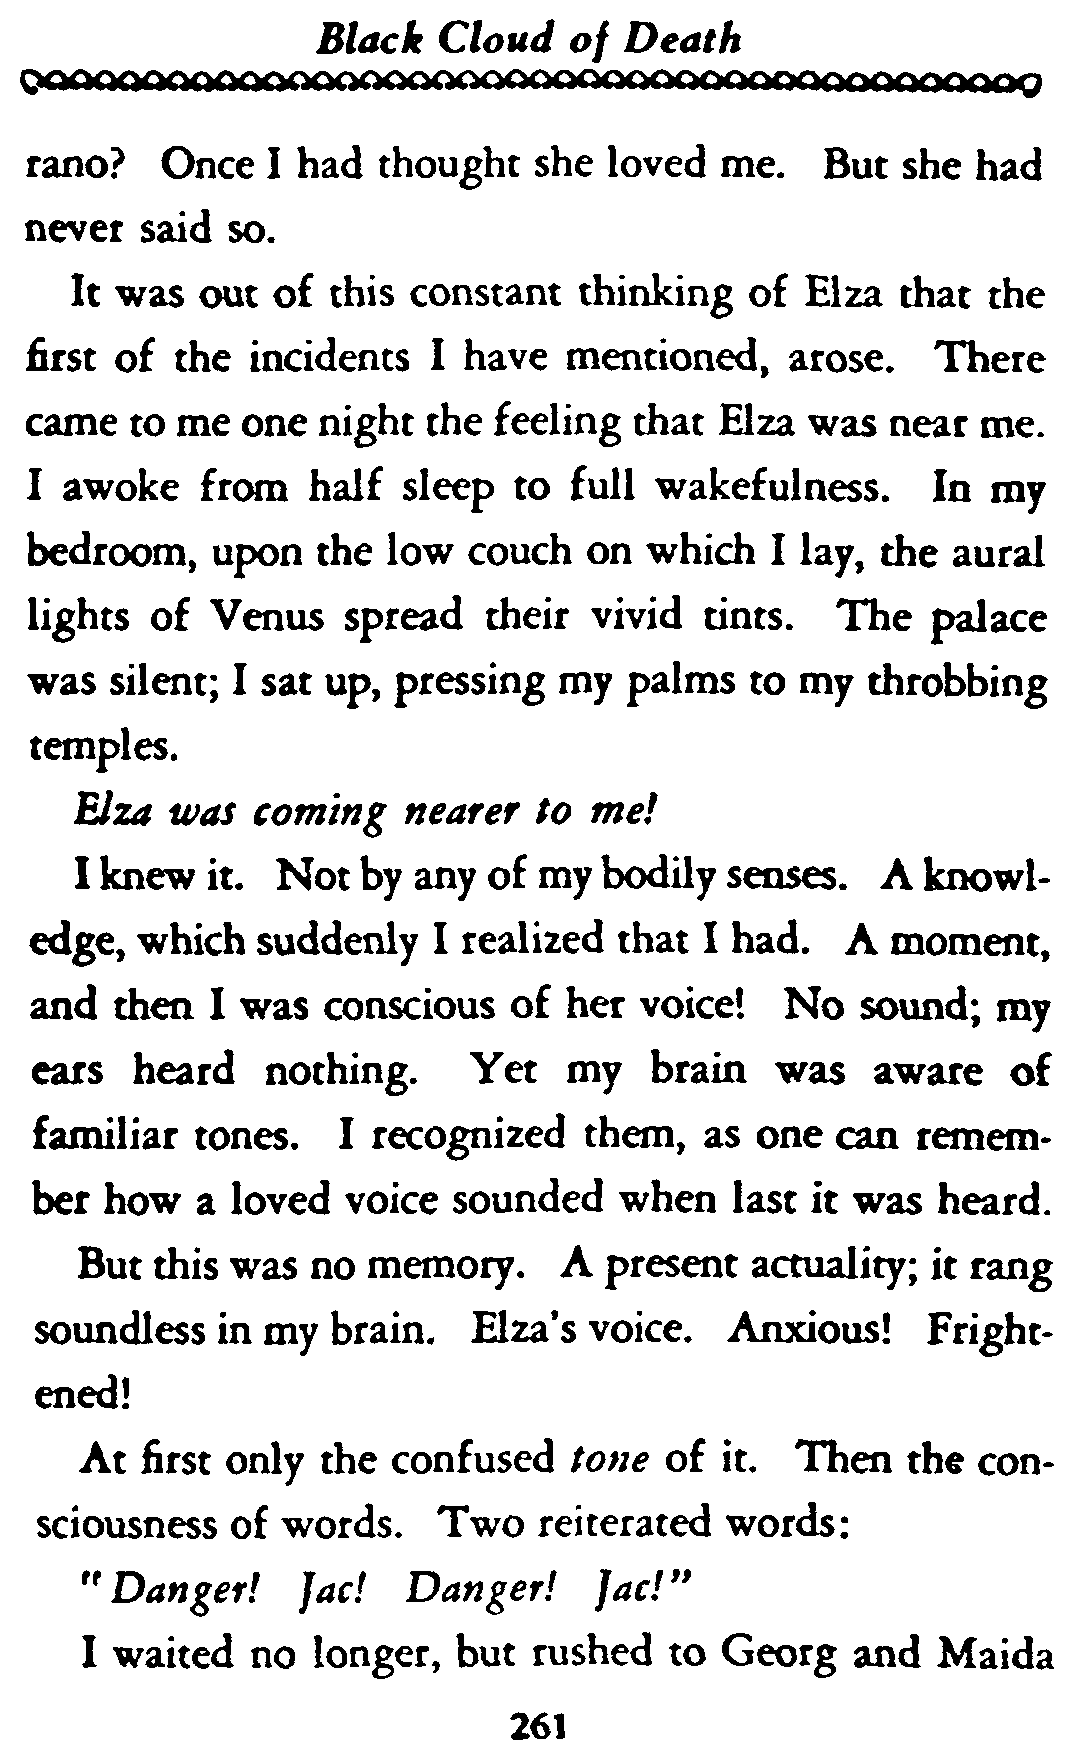 Black Cloud of Death
rano? Once I had thought she loved me. But she had
never said so.
It was out of this constant thinking of Elza that the
first of the incidents I have mentioned, arose. There
came to me one night the feeling that Elza was near me.
I awoke from half sleep to full wakefulness. In my
bedroom, upon the low couch on which I lay, the aural
lights of Venus spread their vivid tints. The palace
was silent; I sat up, pressing my palms to my throbbing
temples.
Elza was coming nearer to me!
I knew it. Not by any of my bodily senses. A knowl-
edge, which suddenly I realized that I had. A moment,
and then I was conscious of her voice! No sound; my
ears heard nothing. Yet my brain was aware of
familiar tones. I recognized them, as one can remem-
ber how a loved voice sounded when last it was heard.
But this was no memory. A present actuality; it rang
soundless in my brain. Elza's voice. Anxious! Fright-
ened!
At first only the confused tone of it. Then the con-
sciousness of words. Two reiterated words:
"Danger! Jac! Danger! Jac!"
I waited no longer, but rushed to Georg and Maida
261